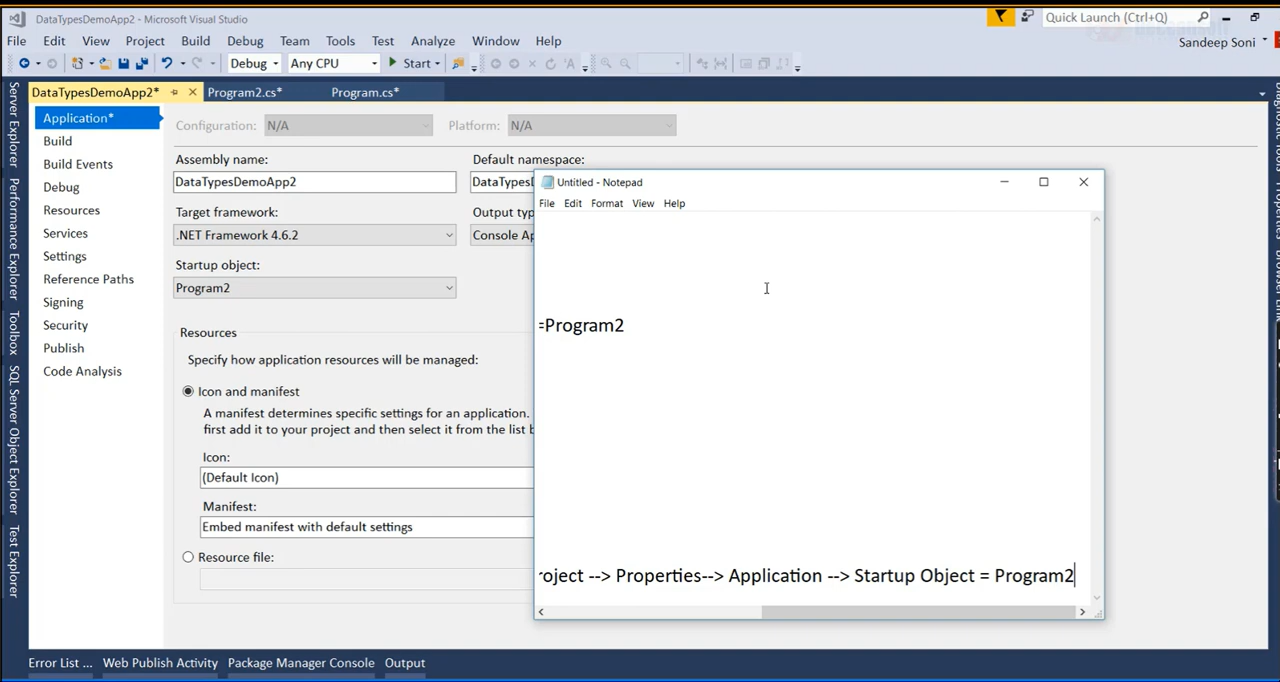 DataTypesDemoApp2 - Microsoft Visual Studio
Quick Launch (Ctrl+Q)
File Edit View Project Build Debug Team Tools Test Analyze Window Help
Sandeep Soni
Debug Any CPU Start
DataTypesDemoApp2* Program2.cs* Program.cs*
Server Explorer
Performance Explorer
Toolbox
SQL Server Object Explorer
Test Explorer
Application*
Build
Build Events
Debug
Resources
Services
Settings
Reference Paths
Signing
Security
Publish
Code Analysis
Configuration: N/A Platform: N/A
Assembly name: Default namespace:
DataTypesDemoApp2 DataTypes
Target framework: Output typ
.NET Framework 4.6.2 Console Ap
Startup object:
Program2
Resources
Specify how application resources will be managed:
Icon and manifest
A manifest determines specific settings for an application.
first add it to your project and then select it from the list b
Icon:
(Default Icon)
Manifest:
Embed manifest with default settings
Resource file:
Untitled - Notepad
File Edit Format View Help
=Program2
roject --> Properties--> Application --> Startup Object = Program2
Error List ... Web Publish Activity Package Manager Console Output